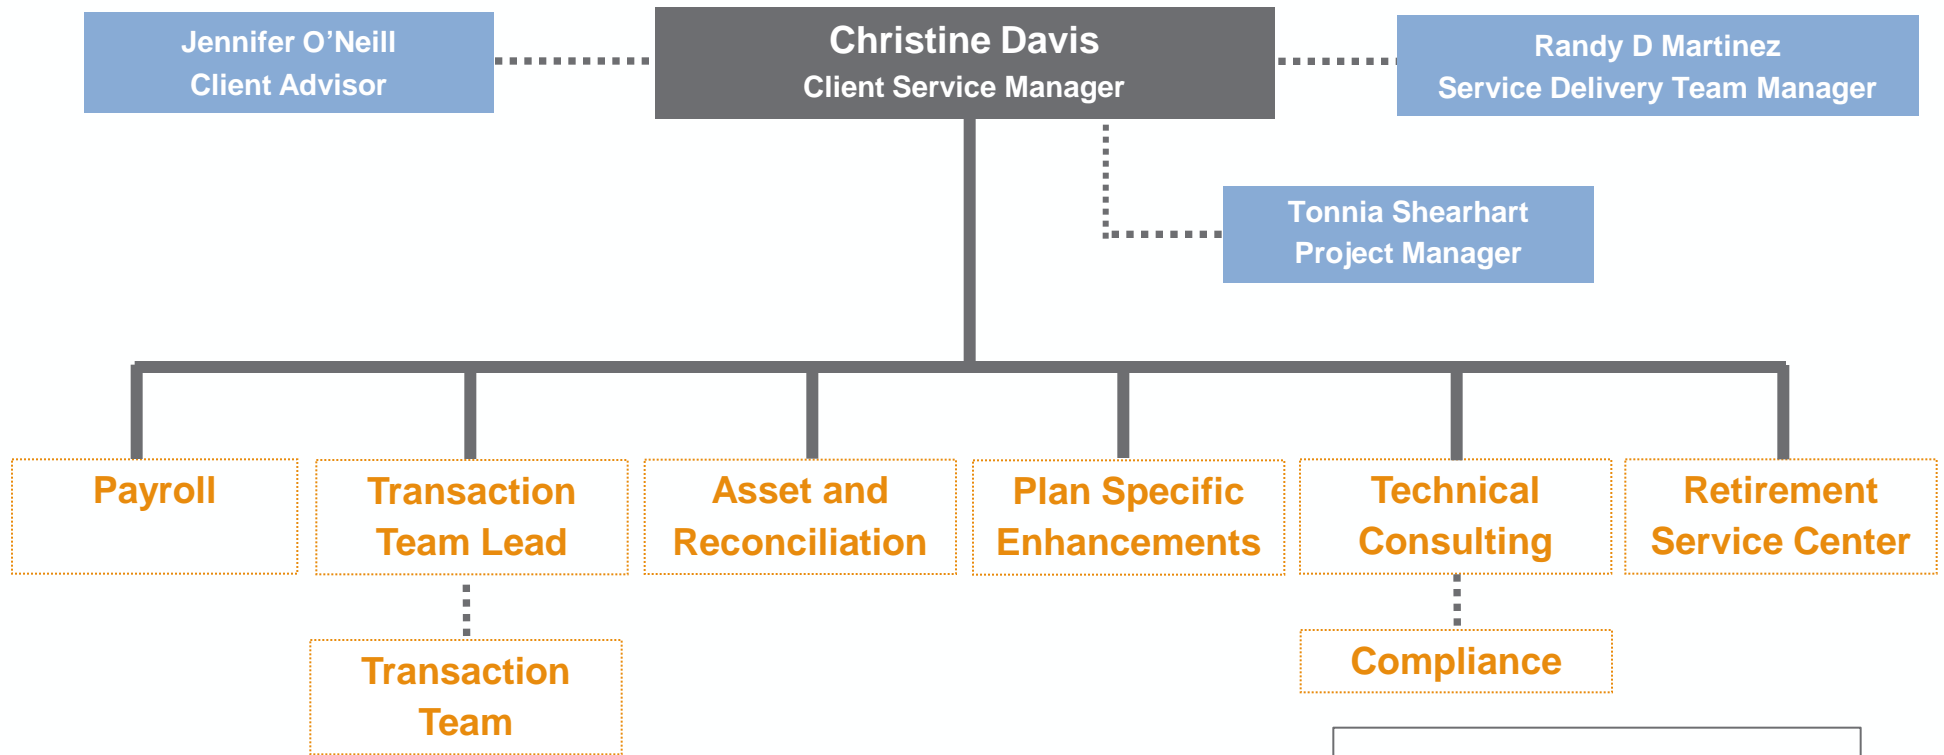 Jennifer O’Neill
Client Advisor
Christine Davis
Client Service Manager
Randy D Martinez
Service Delivery Team Manager
Tonnia Shearhart
Project Manager
Payroll
Transaction
Team Lead
Asset and
Reconciliation
Plan Specific
Enhancements
Technical
Consulting
Retirement
Service Center
Transaction
Team
Compliance